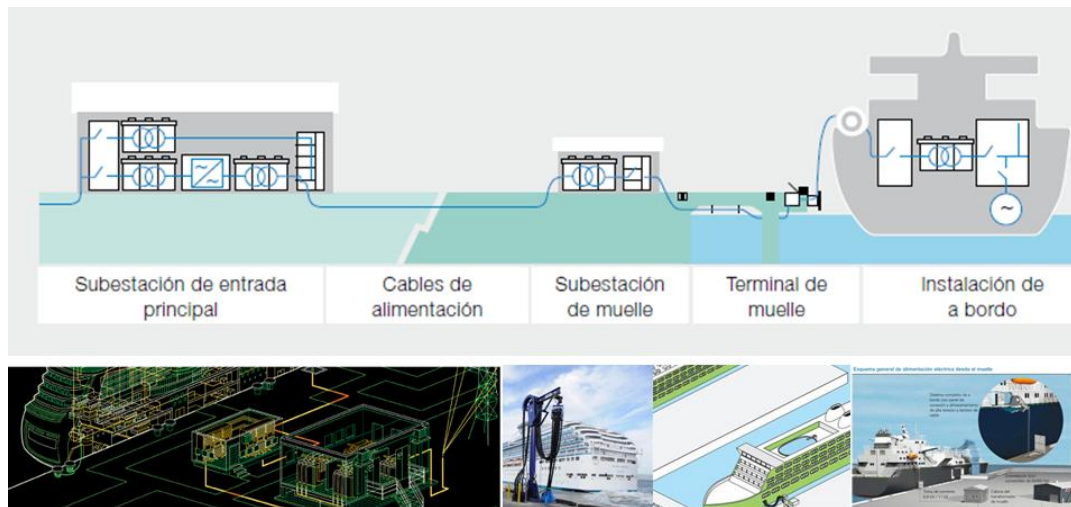 Subestación de entrada
principal
Cables de
alimentación
Subestación
de muelle
Terminal de
muelle
Instalación de
a bordo
Esquema general de alimentación eléctrica desde el muelle